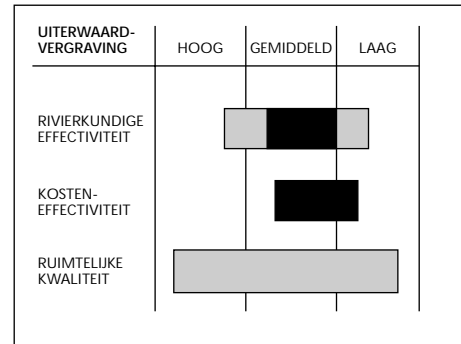 UITERWAARD-
VERGRAVING
HOOG GEMIDDELD LAAG
RIVIERKUNDIGE
EFFECTIVITEIT
KOSTEN-
EFFECTIVITEIT
RUIMTELIJKE
KWALITEIT